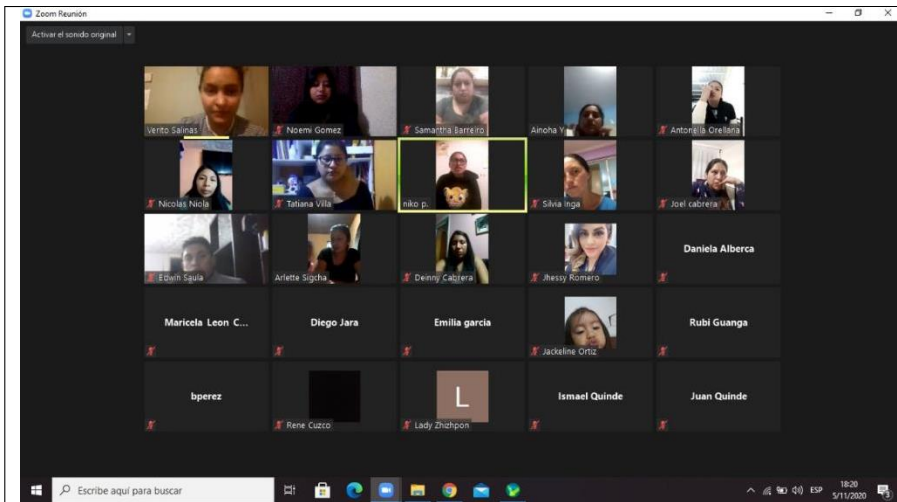 Zoom Reunión
Activar el sonido original
Verito Salinas
Noemi Gomez
Samantha Barreiro
Ainoha Y
Antonella Orellana
Nicolas Niola
Tatiana Villa
niko p.
Silvia Inga
Joel cabrera
Edwin Saula
Arlette Sigcha
Deinny Cabrera
Jhessy Romero
Daniela Alberca
Maricela Leon C...
Diego Jara
Emilia garcia
Jackeline Ortiz
Rubi Guanga
bperez
Rene Cuzco
L
Lady Zhizhpon
Ismael Quinde
Juan Quinde
Escribe aquí para buscar
ESP
18:20
5/11/2020
3